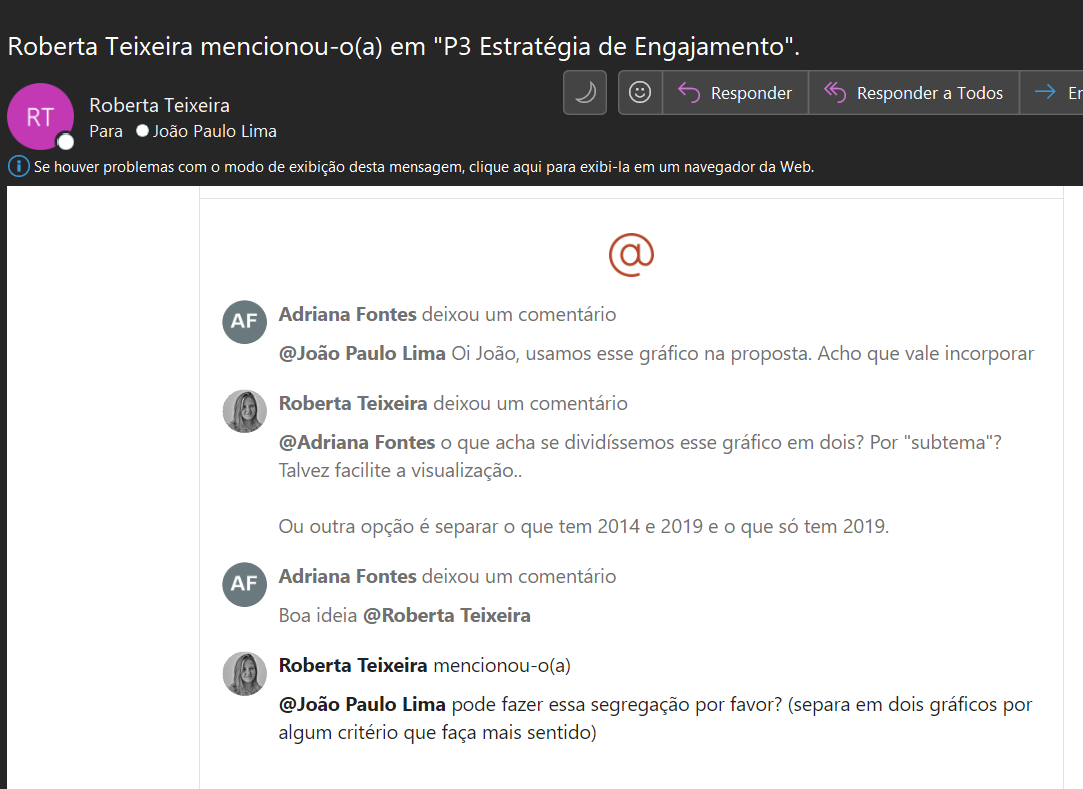 Roberta Teixeira mencionou-o(a) em "P3 Estratégia de Engajamento".
RT
Roberta Teixeira
Para João Paulo Lima
Responder
Responder a Todos
En
Se houver problemas com o modo de exibição desta mensagem, clique aqui para exibi-la em um navegador da Web.
@
AF
Adriana Fontes deixou um comentário
@João Paulo Lima Oi João, usamos esse gráfico na proposta. Acho que vale incorporar
Roberta Teixeira deixou um comentário
@Adriana Fontes o que acha se dividíssemos esse gráfico em dois? Por "subtema"?
Talvez facilite a visualização..
Ou outra opção é separar o que tem 2014 e 2019 e o que só tem 2019.
AF
Adriana Fontes deixou um comentário
Boa ideia @Roberta Teixeira
Roberta Teixeira mencionou-o(a)
@João Paulo Lima pode fazer essa segregação por favor? (separa em dois gráficos por
algum critério que faça mais sentido)